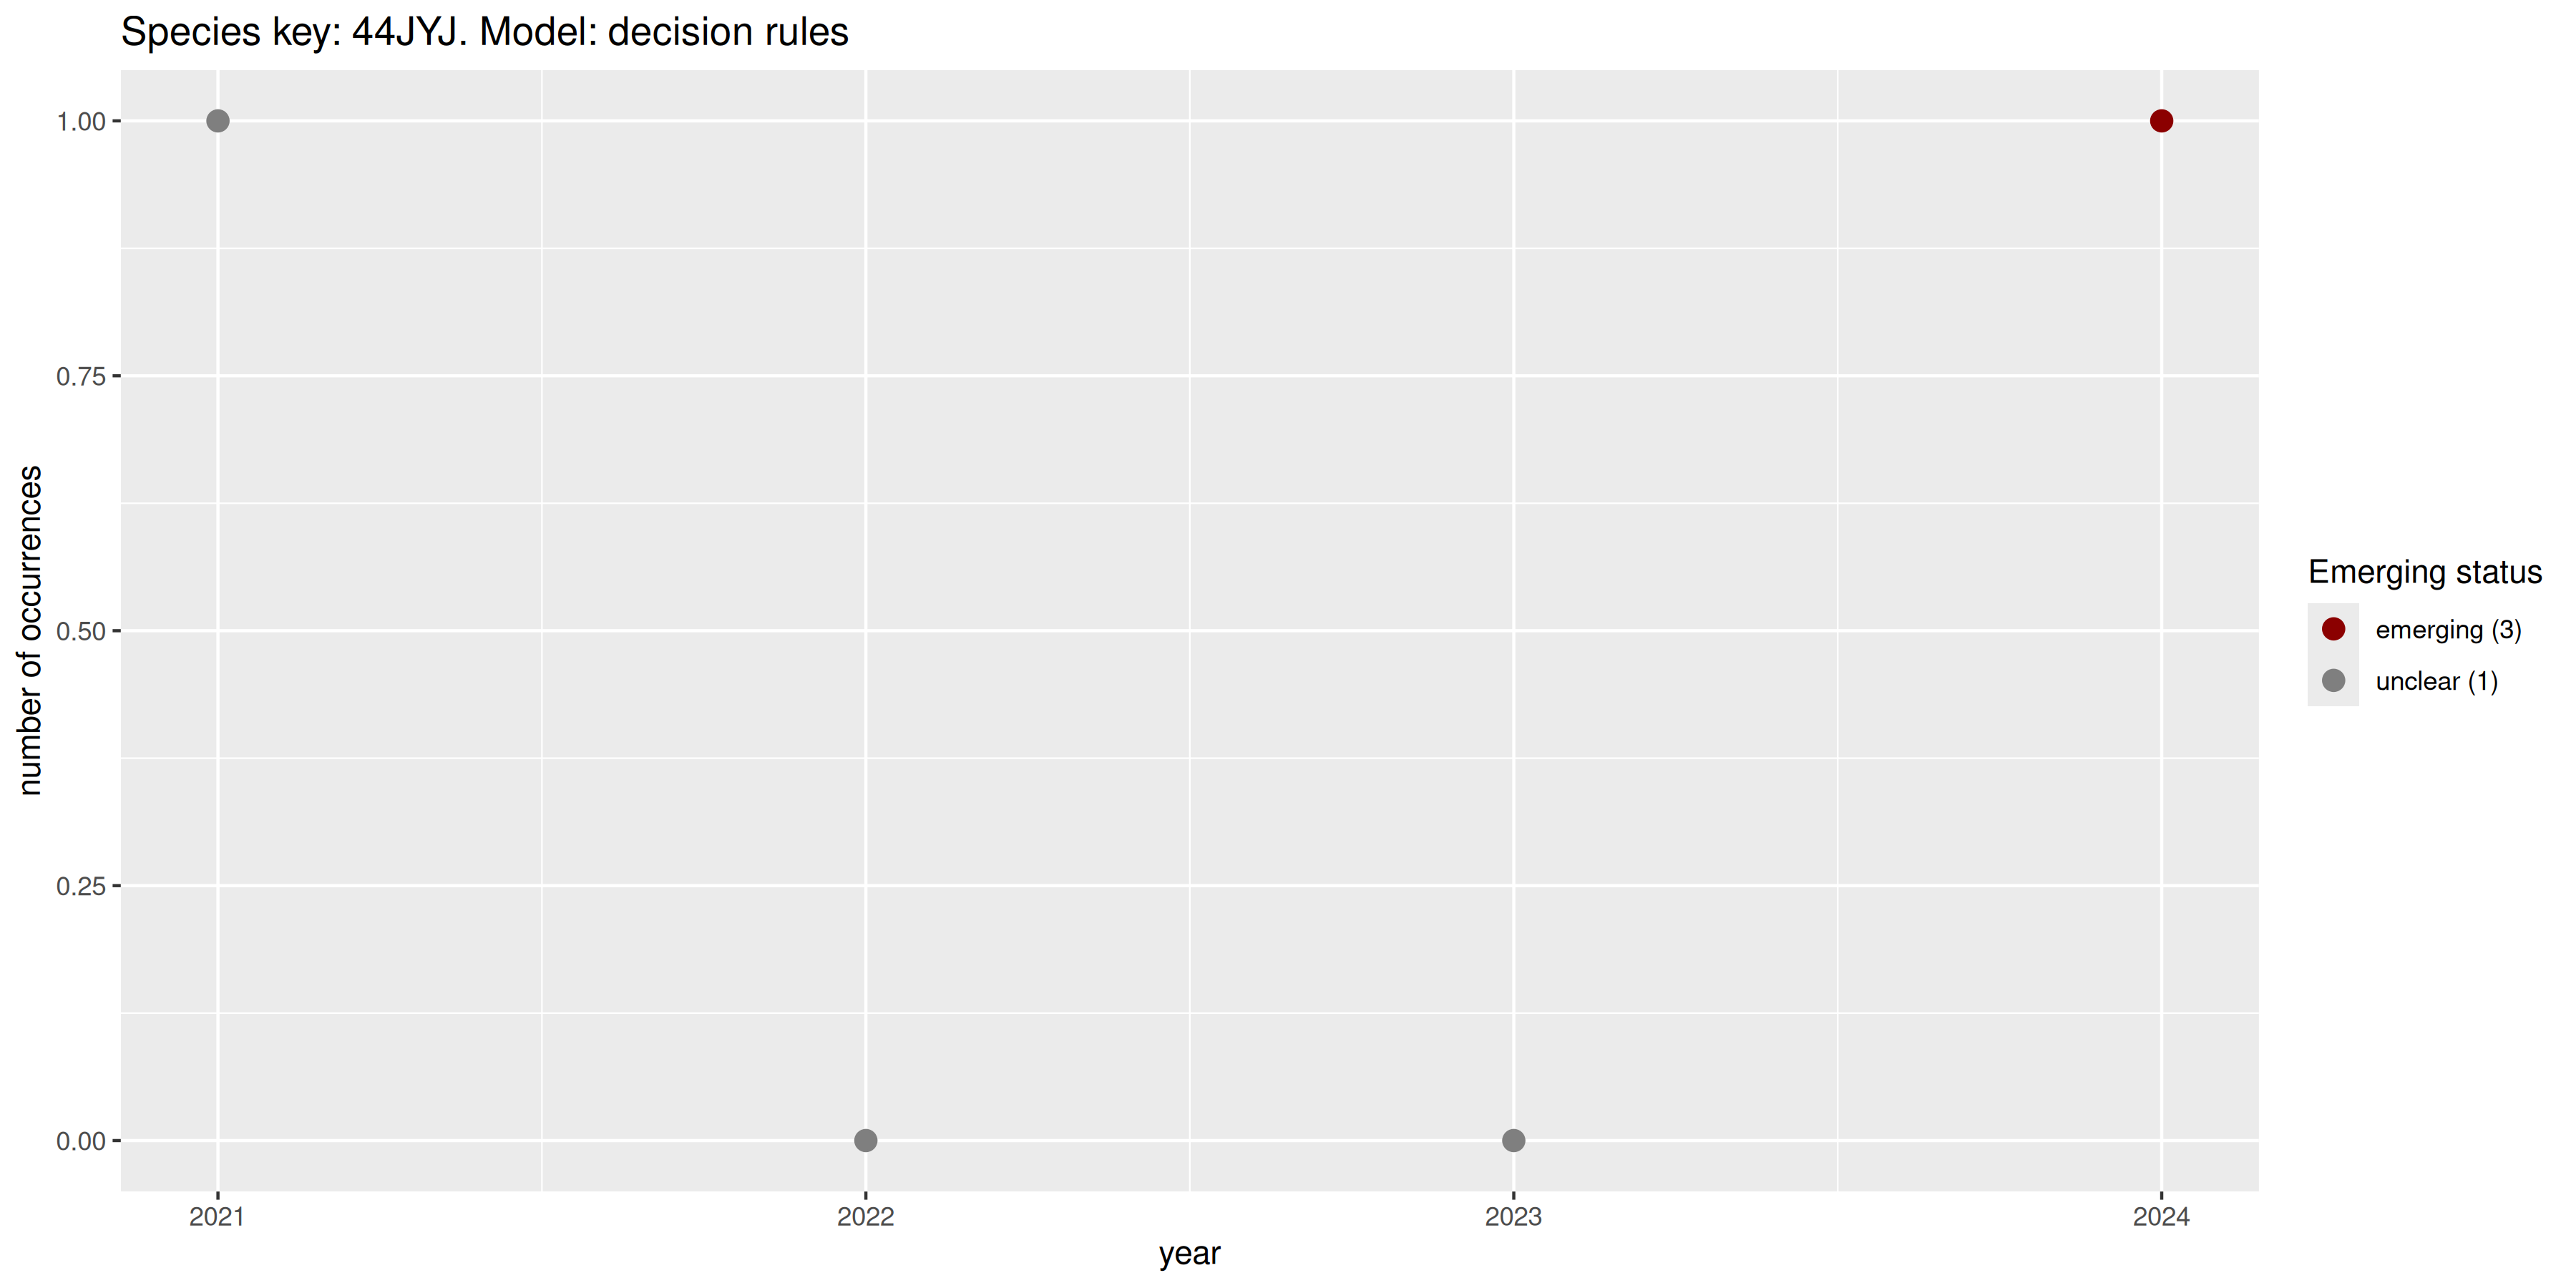 Species key: 44JYJ. Model: decision rules
1.00
0.75
0.50
0.25
0.00
number of occurrences
2021
2022
2023
2024
year
Emerging status
emerging (3)
unclear (1)